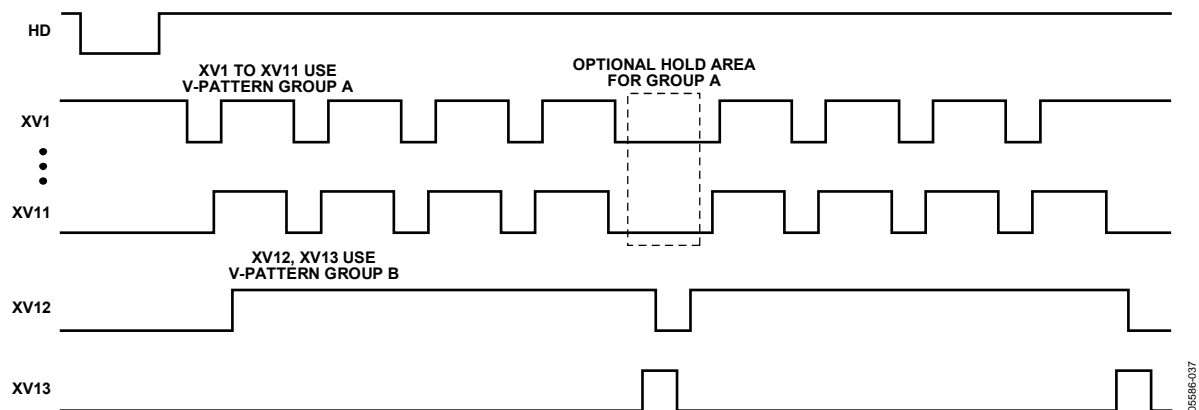 HD
XV1 TO XV11 USE
V-PATTERN GROUP A
OPTIONAL HOLD AREA
FOR GROUP A
XV1
XV11
XV12, XV13 USE
V-PATTERN GROUP B
XV12
XV13
05586-037